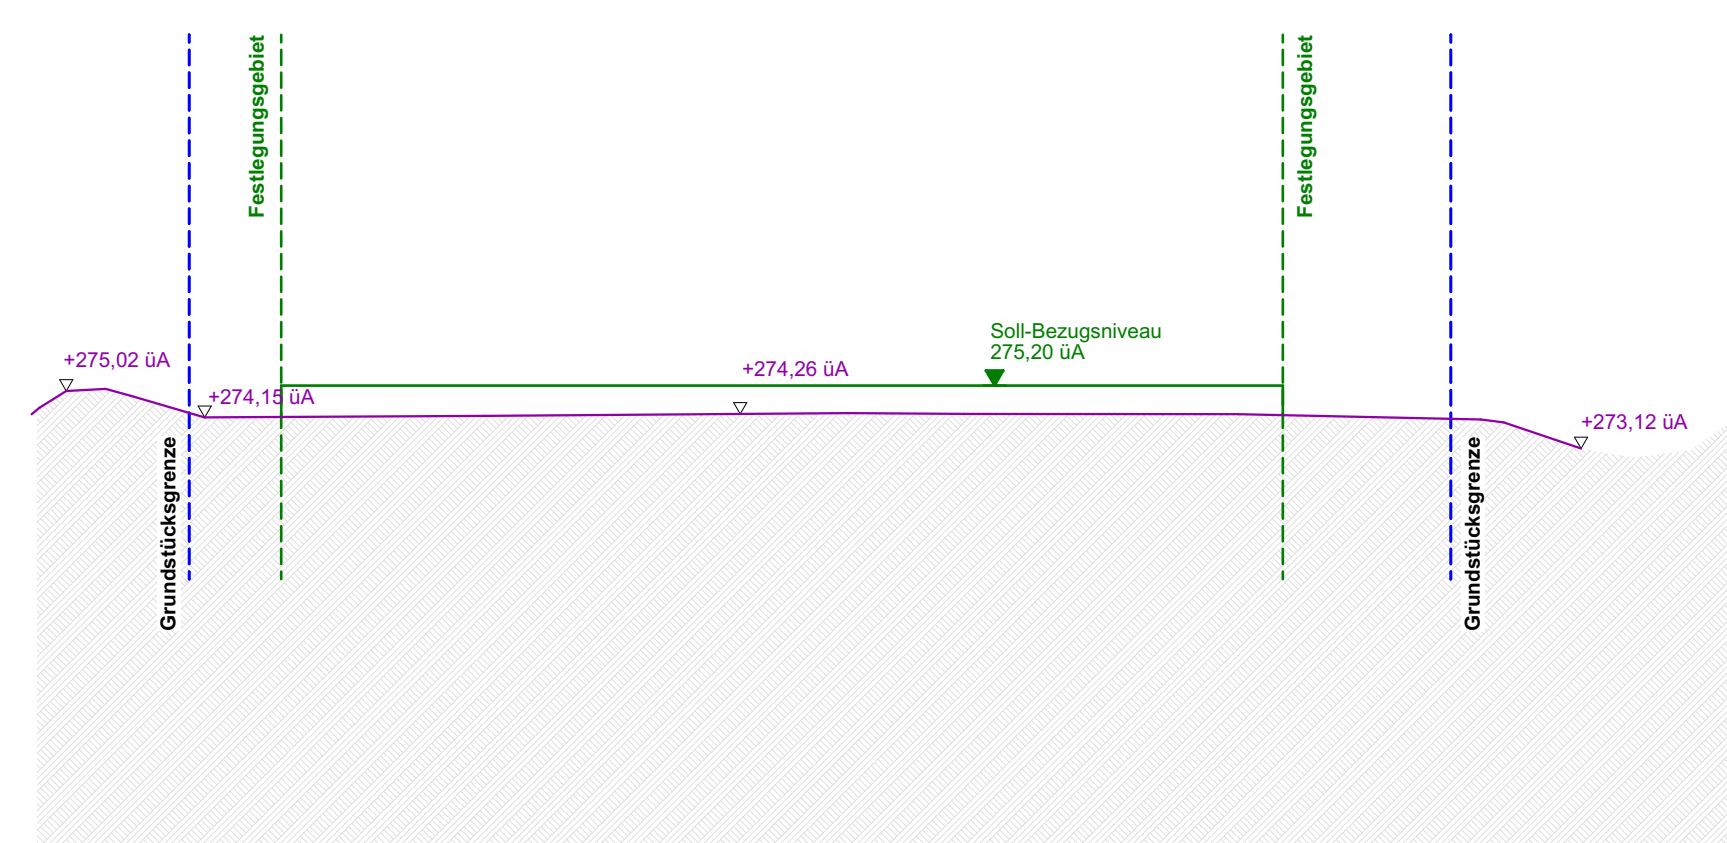 Festlegungsgebiet
Festlegungsgebiet
Soll-Bezugsniveau
275,20 üA
+275,02 üA
+274,26 üA
+274,15 üA
+273,12 üA
Grundstücksgrenze
Grundstücksgrenze